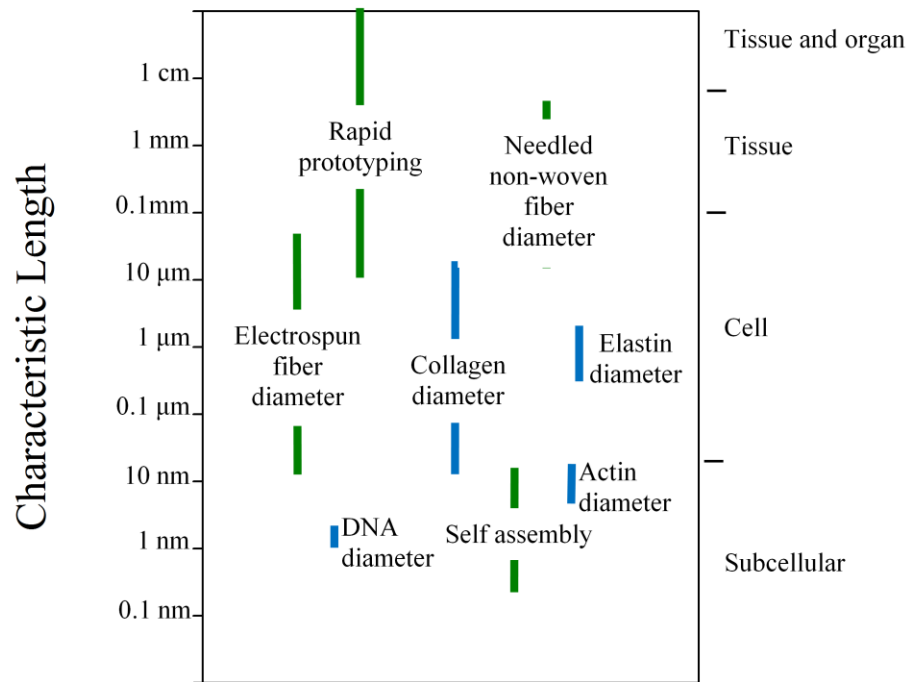 Characteristic Length
1 cm
1 mm
0.1mm
10 µm
1 µm
0.1 µm
10 nm
1 nm
0.1 nm
Rapid
prototyping
Needled
non-woven
fiber
diameter
Electrospun
fiber
diameter
Collagen
diameter
Elastin
diameter
Actin
diameter
DNA
diameter
Self assembly
Tissue and organ
Tissue
Cell
Subcellular